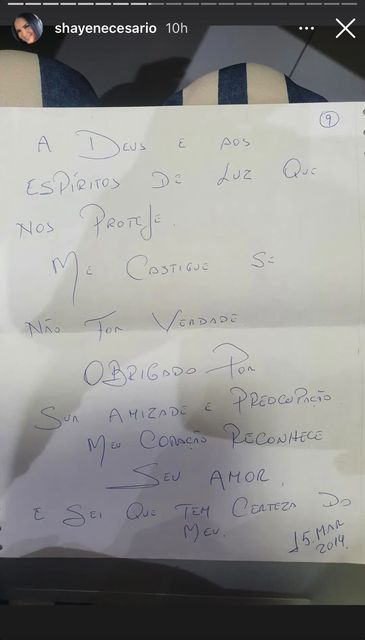 shayenecesario 10h
9
A DEUS E AOS
ESPÍRITOS DE LUZ QUE
NOS PROTEJE.
ME CASTIGUE SE
NÃO FOR VERDADE
OBRIGADO POR
SUA AMIZADE E PREOCUPAÇÃO
MEU CORAÇÃO RECONHECE
SEU AMOR.
E SEI QUE TEM CERTEZA DO
MEU.
15.MAR
2014.